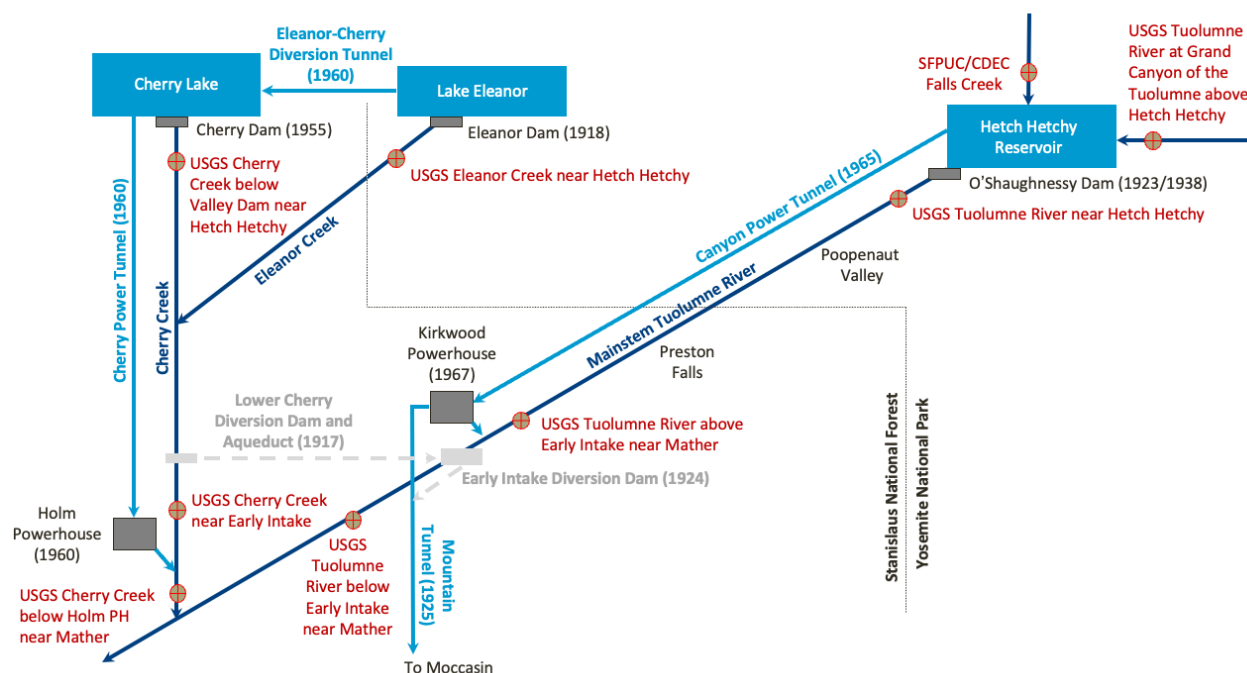 Eleanor-Cherry
Diversion Tunnel
(1960)
Cherry Lake
Lake Eleanor
Cherry Dam (1955)
Eleanor Dam (1918)
USGS Cherry
Creek below
Valley Dam near
Hetch Hetchy
USGS Eleanor Creek near Hetch Hetchy
SFPUC/CDEC
Falls Creek
USGS Tuolumne
River at Grand
Canyon of the
Tuolumne above
Hetch Hetchy
Hetch Hetchy
Reservoir
O'Shaughnessy Dam (1923/1938)
USGS Tuolumne River near Hetch Hetchy
Cherry Power Tunnel (1960)
Cherry Creek
Eleanor Creek
Canyon Power Tunnel (1965)
Mainstem Tuolumne River
Poopenaut
Valley
Preston
Falls
Kirkwood
Powerhouse
(1967)
Lower Cherry
Diversion Dam and
Aqueduct (1917)
USGS Tuolumne River above
Early Intake near Mather
Early Intake Diversion Dam (1924)
Stanislaus National Forest
Yosemite National Park
USGS Cherry Creek
near Early Intake
Holm
Powerhouse
(1960)
USGS Cherry Creek
below Holm PH
near Mather
USGS
Tuolumne
River below
Early Intake
near Mather
Mountain
Tunnel (1925)
To Moccasin